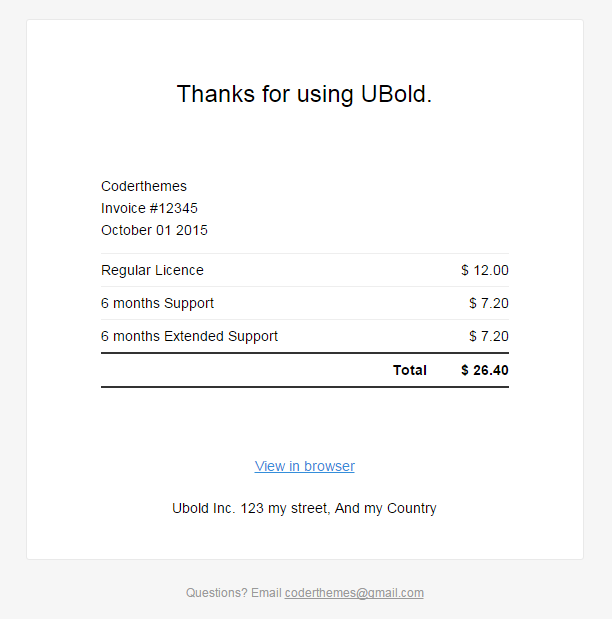 Thanks for using UBold.
Coderthemes
Invoice #12345
October 01 2015
Regular Licence $ 12.00
6 months Support $ 7.20
6 months Extended Support $ 7.20
Total $ 26.40
View in browser
Ubold Inc. 123 my street, And my Country
Questions? Email coderthemes@gmail.com